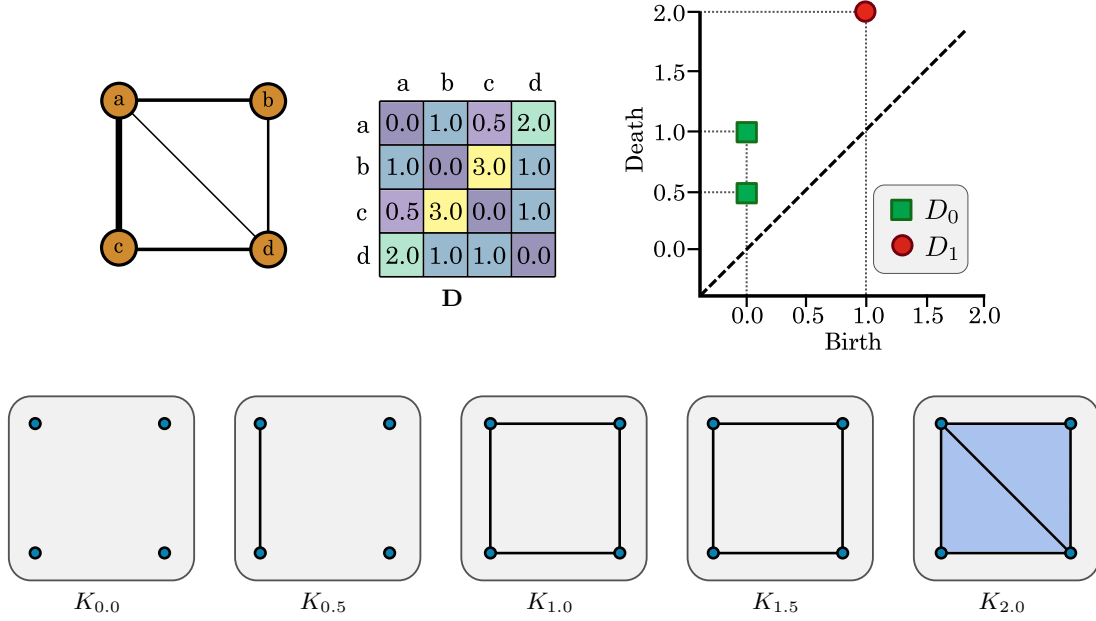 a b
c d
a b c d
a 0.0 1.0 0.5 2.0
b 1.0 0.0 3.0 1.0
c 0.5 3.0 0.0 1.0
d 2.0 1.0 1.0 0.0
D
Death
2.0
1.5
1.0
0.5
0.0
0.0 0.5 1.0 1.5 2.0
Birth
D₀
D₁
K₀.₀ K₀.₅ K₁.₀ K₁.₅ K₂.₀